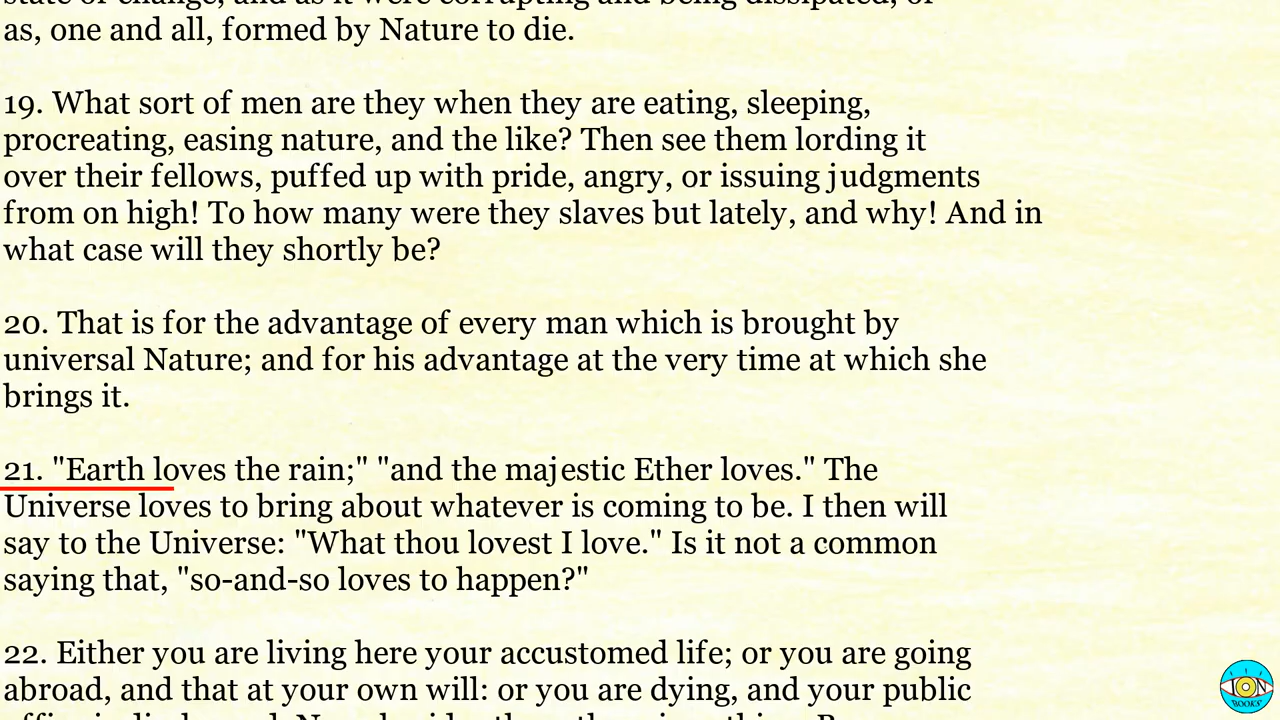 as, one and all, formed by Nature to die.
19. What sort of men are they when they are eating, sleeping,
procreating, easing nature, and the like? Then see them lording it
over their fellows, puffed up with pride, angry, or issuing judgments
from on high! To how many were they slaves but lately, and why! And in
what case will they shortly be?
20. That is for the advantage of every man which is brought by
universal Nature; and for his advantage at the very time at which she
brings it.
21. "Earth loves the rain;" "and the majestic Ether loves." The
Universe loves to bring about whatever is coming to be. I then will
say to the Universe: "What thou lovest I love." Is it not a common
saying that, "so-and-so loves to happen?"
22. Either you are living here your accustomed life; or you are going
abroad, and that at your own will: or you are dying, and your public
ION
BOOKS